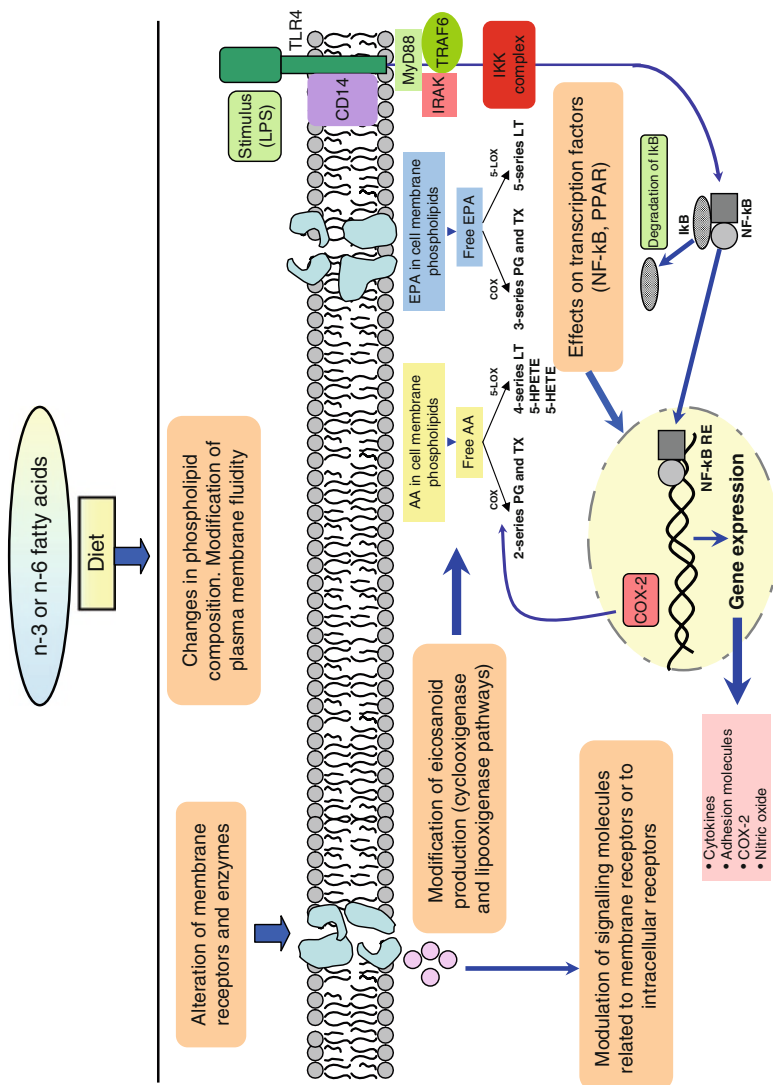 n-3 or n-6 fatty acids
Diet
Alteration of membrane
receptors and enzymes
Changes in phospholipid
composition. Modification of
plasma membrane fluidity
Stimulus
(LPS)
TLR4
CD14
MyD88
IRAK
TRAF6
IKK
complex
Modification of eicosanoid
production (cyclooxigenase
and lipooxigenase pathways)
AA in cell membrane
phospholipids
Free AA
COX
5-LOX
2-series PG and TX
4-series LT
5-HPETE
5-HETE
EPA in cell membrane
phospholipids
Free EPA
COX
5-LOX
3-series PG and TX
5-series LT
Modulation of signalling molecules
related to membrane receptors or to
intracellular receptors
Effects on transcription factors
(NF-kB, PPAR)
Degradation of IkB
IkB
NF-kB
COX-2
NF-kB RE
Gene expression
• Cytokines
• Adhesion molecules
• COX-2
• Nitric oxide